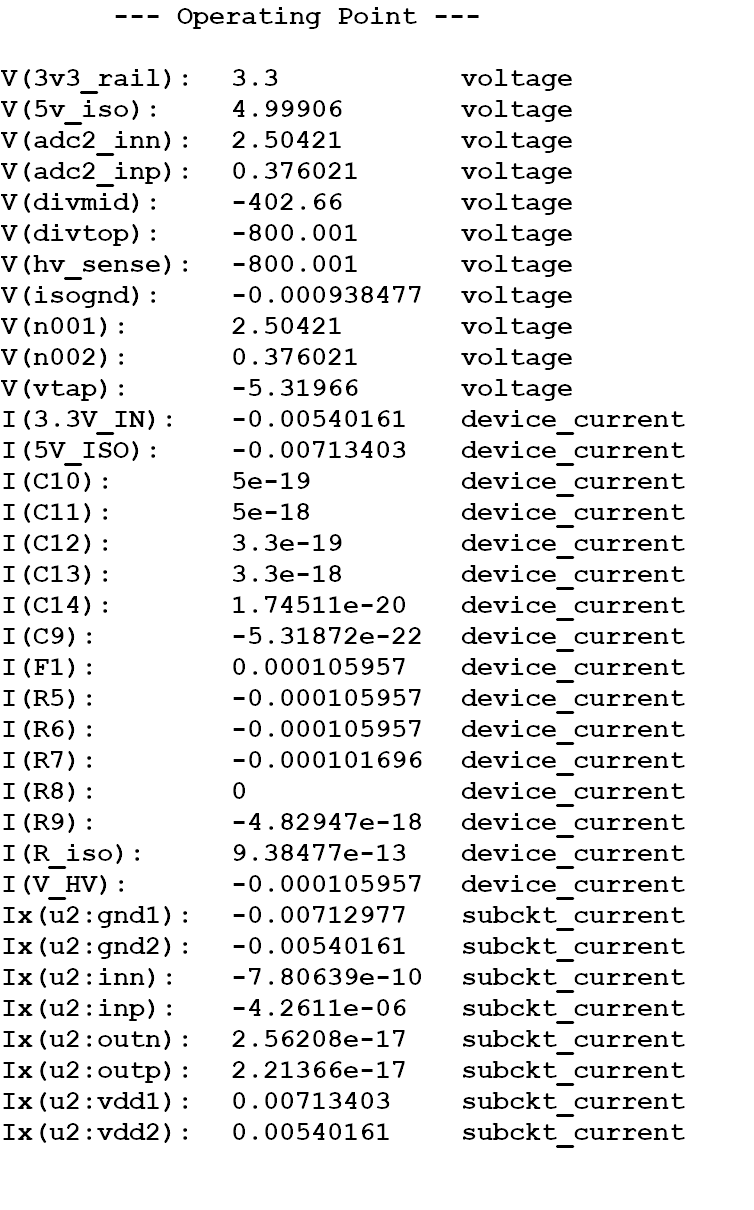 --- Operating Point ---
V(3v3_rail): 3.3 voltage
V(5v_iso): 4.99906 voltage
V(adc2_inn): 2.50421 voltage
V(adc2_inp): 0.376021 voltage
V(divmid): -402.66 voltage
V(divtop): -800.001 voltage
V(hv_sense): -800.001 voltage
V(isognd): -0.000938477 voltage
V(n001): 2.50421 voltage
V(n002): 0.376021 voltage
V(vtap): -5.31966 voltage
I(3.3V_IN): -0.00540161 device_current
I(5V_ISO): -0.00713403 device_current
I(C10): 5e-19 device_current
I(C11): 5e-18 device_current
I(C12): 3.3e-19 device_current
I(C13): 3.3e-18 device_current
I(C14): 1.74511e-20 device_current
I(C9): -5.31872e-22 device_current
I(F1): 0.000105957 device_current
I(R5): -0.000105957 device_current
I(R6): -0.000105957 device_current
I(R7): -0.000101696 device_current
I(R8): 0 device_current
I(R9): -4.82947e-18 device_current
I(R_iso): 9.38477e-13 device_current
I(V_HV): -0.000105957 device_current
Ix(u2:gnd1): -0.00712977 subckt_current
Ix(u2:gnd2): -0.00540161 subckt_current
Ix(u2:inn): -7.80639e-10 subckt_current
Ix(u2:inp): -4.2611e-06 subckt_current
Ix(u2:outn): 2.56208e-17 subckt_current
Ix(u2:outp): 2.21366e-17 subckt_current
Ix(u2:vdd1): 0.00713403 subckt_current
Ix(u2:vdd2): 0.00540161 subckt_current